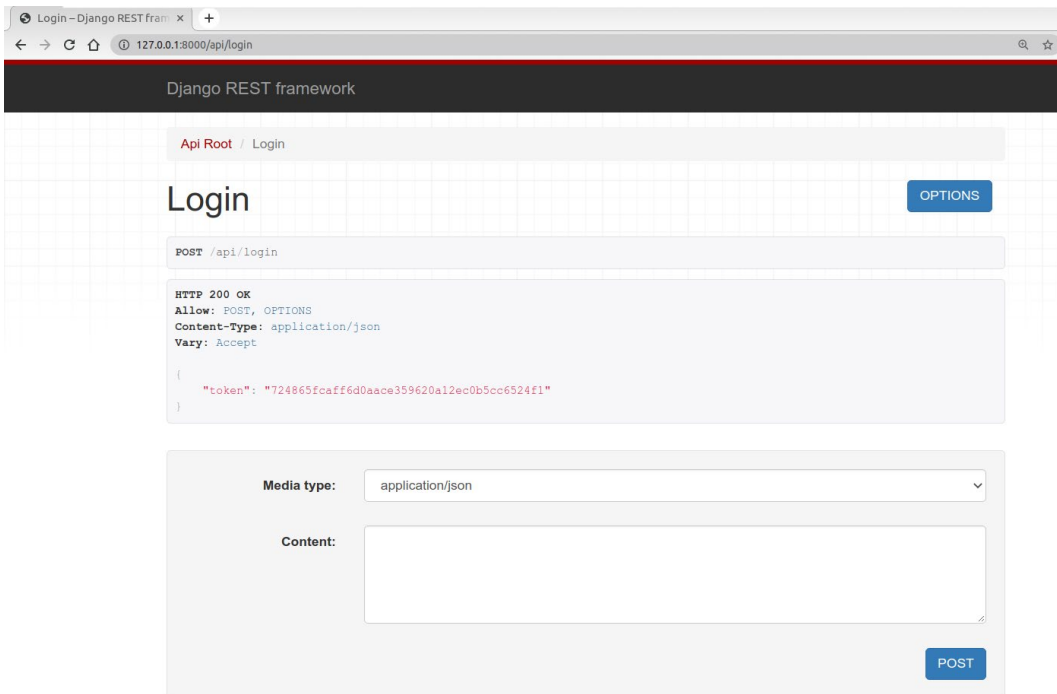 Login – Django REST fram
127.0.0.1:8000/api/login
Django REST framework
Api Root / Login
Login
OPTIONS
POST /api/login
HTTP 200 OK
Allow: POST, OPTIONS
Content-Type: application/json
Vary: Accept
{
"token": "724865fcaff6d0aace359620a12ec0b5cc6524f1"
}
Media type: application/json
Content:
POST